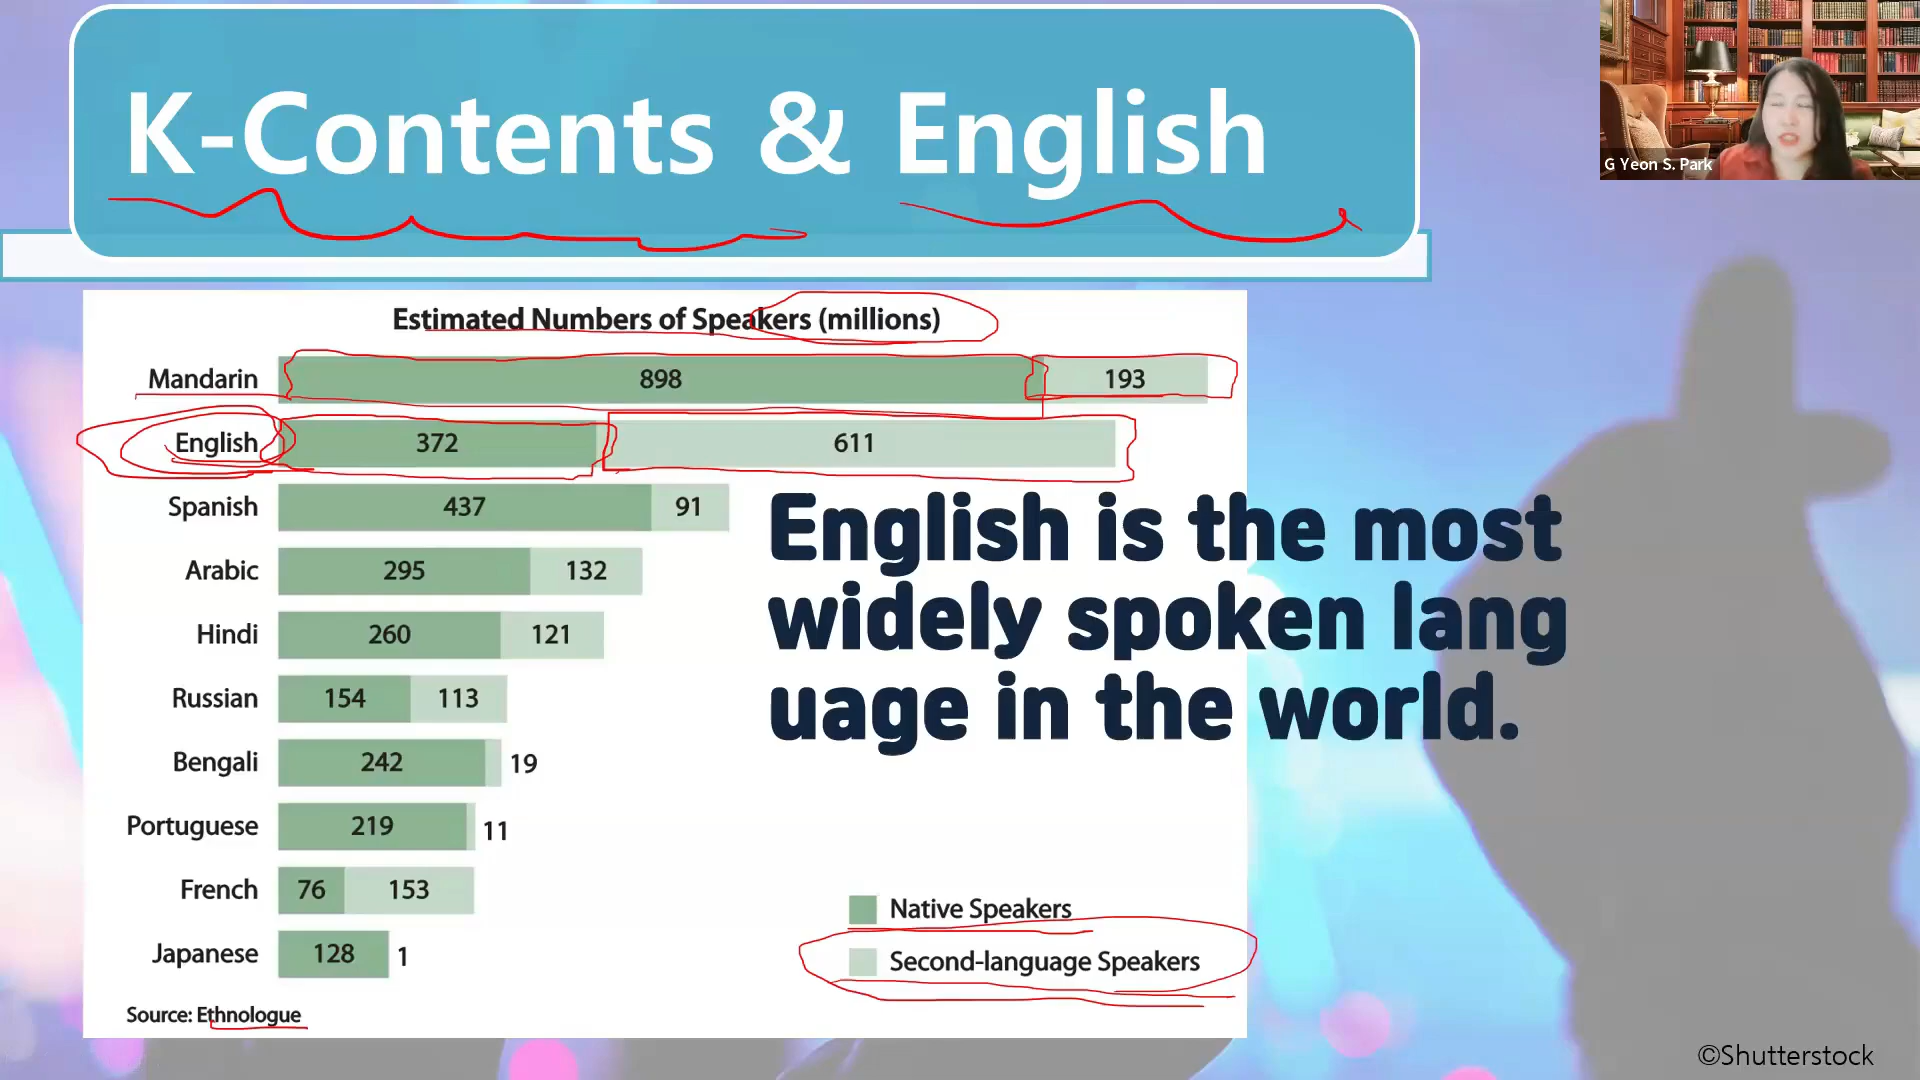 K-Contents & English
G Yeon S. Park
Estimated Numbers of Speakers (millions)
Mandarin 898 193
English 372 611
Spanish 437 91
Arabic 295 132
Hindi 260 121
Russian 154 113
Bengali 242 19
Portuguese 219 11
French 76 153
Japanese 128 1
English is the most
widely spoken lang
uage in the world.
Native Speakers
Second-language Speakers
Source: Ethnologue
©Shutterstock